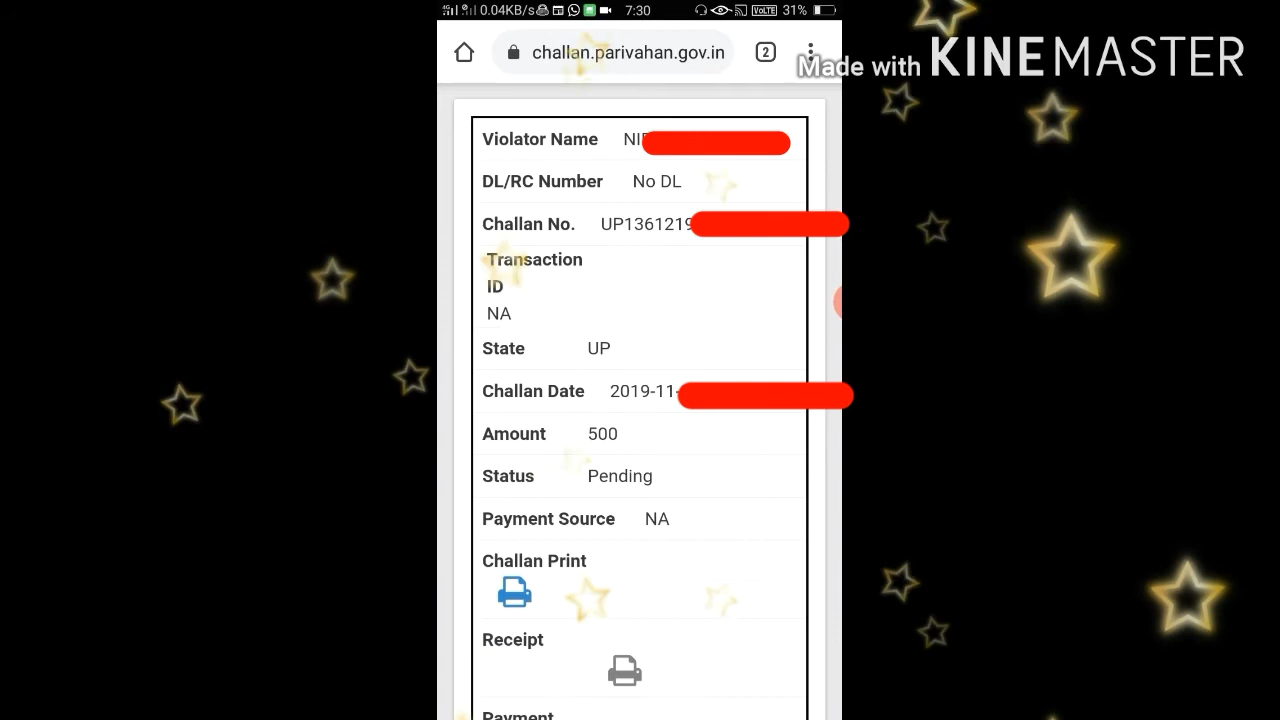 4G 0.04KB/s 7:30 VoLTE 31%
challan.parivahan.gov.in 2
Made with KINEMASTER
Violator Name NI
DL/RC Number No DL
Challan No. UP1361219
Transaction
ID
NA
State UP
Challan Date 2019-11-
Amount 500
Status Pending
Payment Source NA
Challan Print
Receipt
Payment